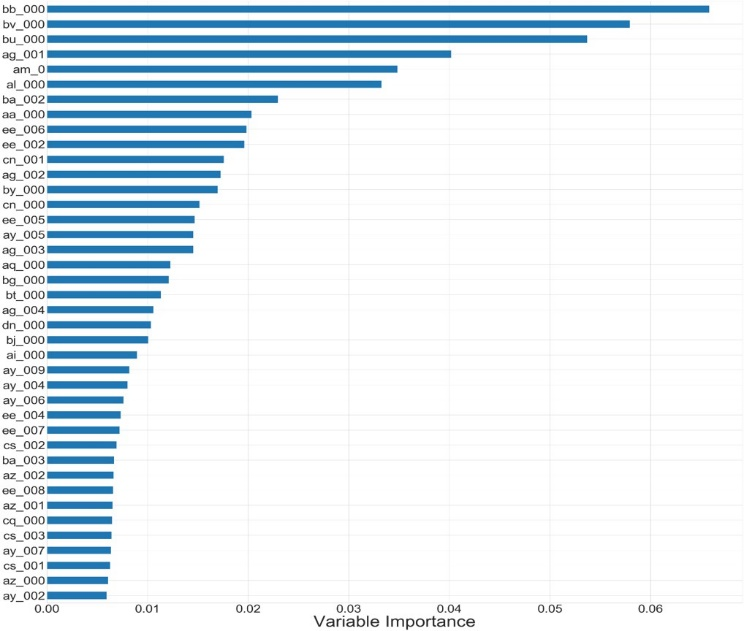 bb_000
bv_000
bu_000
ag_001
am_0
al_000
ba_002
aa_000
ee_006
ee_002
cn_001
ag_002
by_000
cn_000
ee_005
ay_005
ag_003
aq_000
bg_000
bt_000
ag_004
dn_000
bj_000
ai_000
ay_009
ay_004
ay_006
ee_004
ee_007
cs_002
ba_003
az_002
ee_008
az_001
cq_000
cs_003
ay_007
cs_001
az_000
ay_002
0.00 0.01 0.02 0.03 0.04 0.05 0.06
Variable Importance